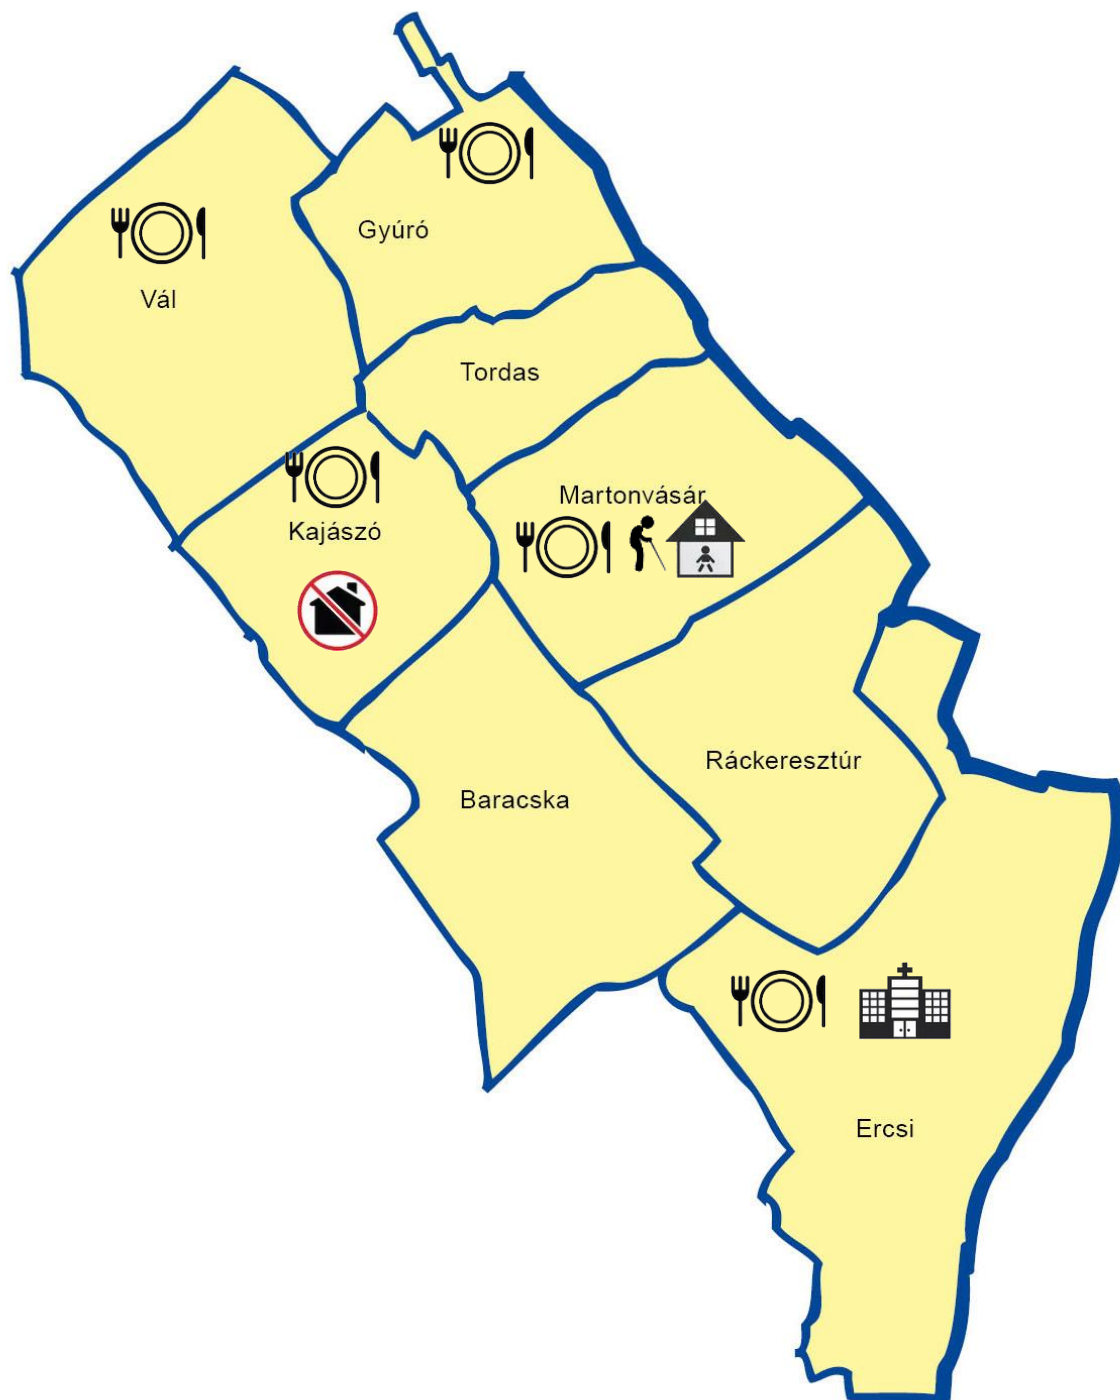 Gyúró
Vál
Tordas
Martonvásár
Kajászó
Ráckeresztúr
Baracska
Ercsi